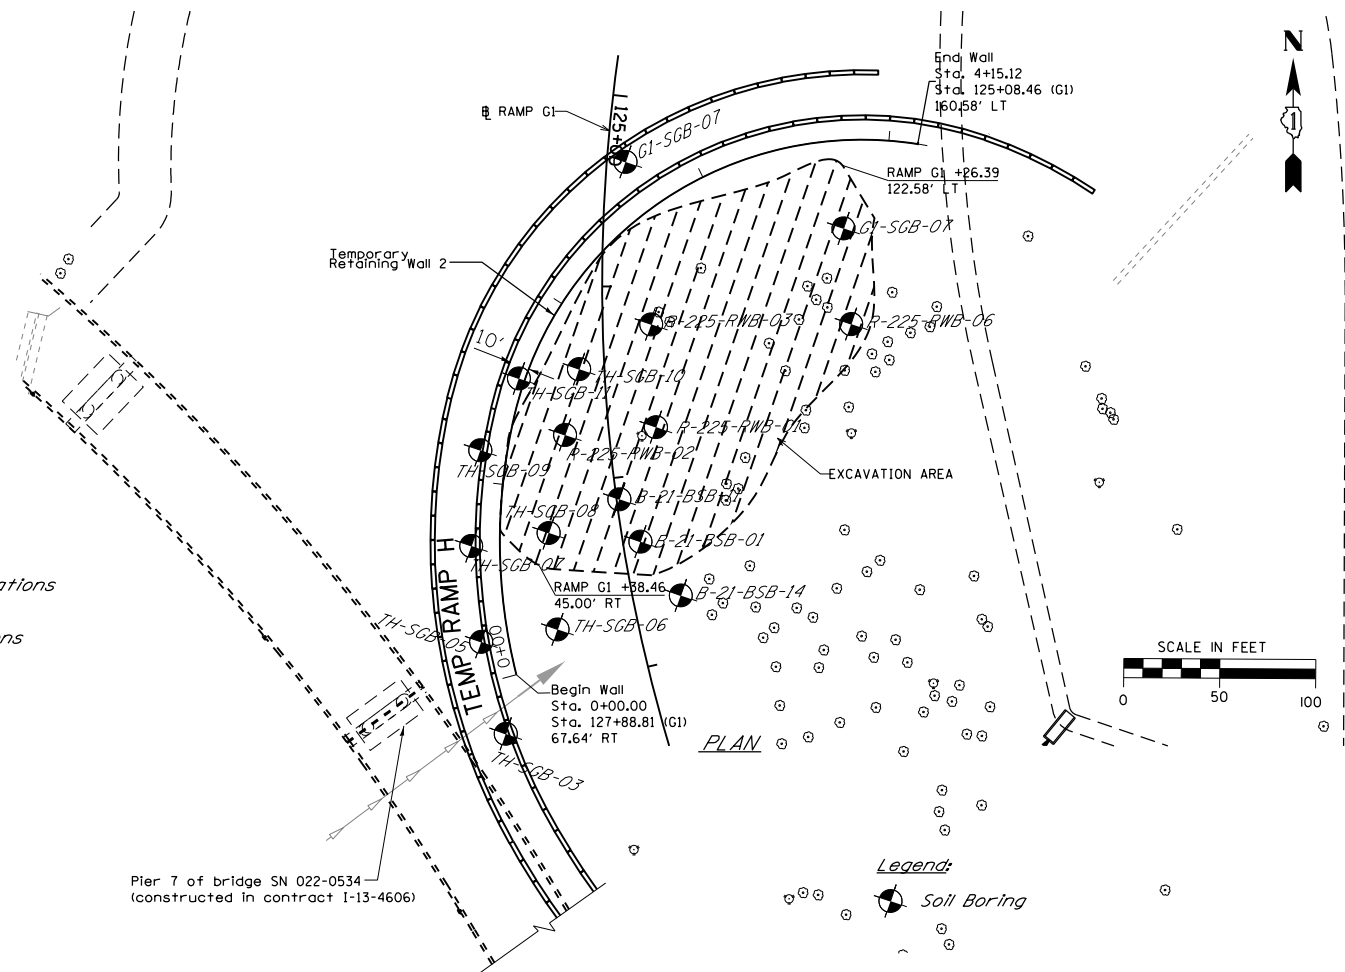 End Wall
Sta. 4+15.12
Sta. 125+08.46 (G1)
160.58' LT
N
1
℄ RAMP G1
125+00
G1-SGB-07
RAMP G1 +26.39
122.58' LT
G1-SGB-07
Temporary
Retaining Wall 2
B-225-RWB-03
R-225-RWB-06
10'
TH-SGB-10
TH-SGB-11
R-225-RWB-01
R-225-RWB-02
TH-SGB-09
EXCAVATION AREA
TH-SGB-08
B-21-BSB-01
TH-SGB-07
RAMP G1 +38.46
45.00' RT
B-21-BSB-14
TH-SGB-06
TH-SGB-05
TEMP RAMP H
0+00
ations
ns
SCALE IN FEET
0 50 100
Begin Wall
Sta. 0+00.00
Sta. 127+88.81 (G1)
67.64' RT
PLAN
TH-SGB-03
Pier 7 of bridge SN 022-0534
(constructed in contract I-13-4606)
Legend:
Soil Boring